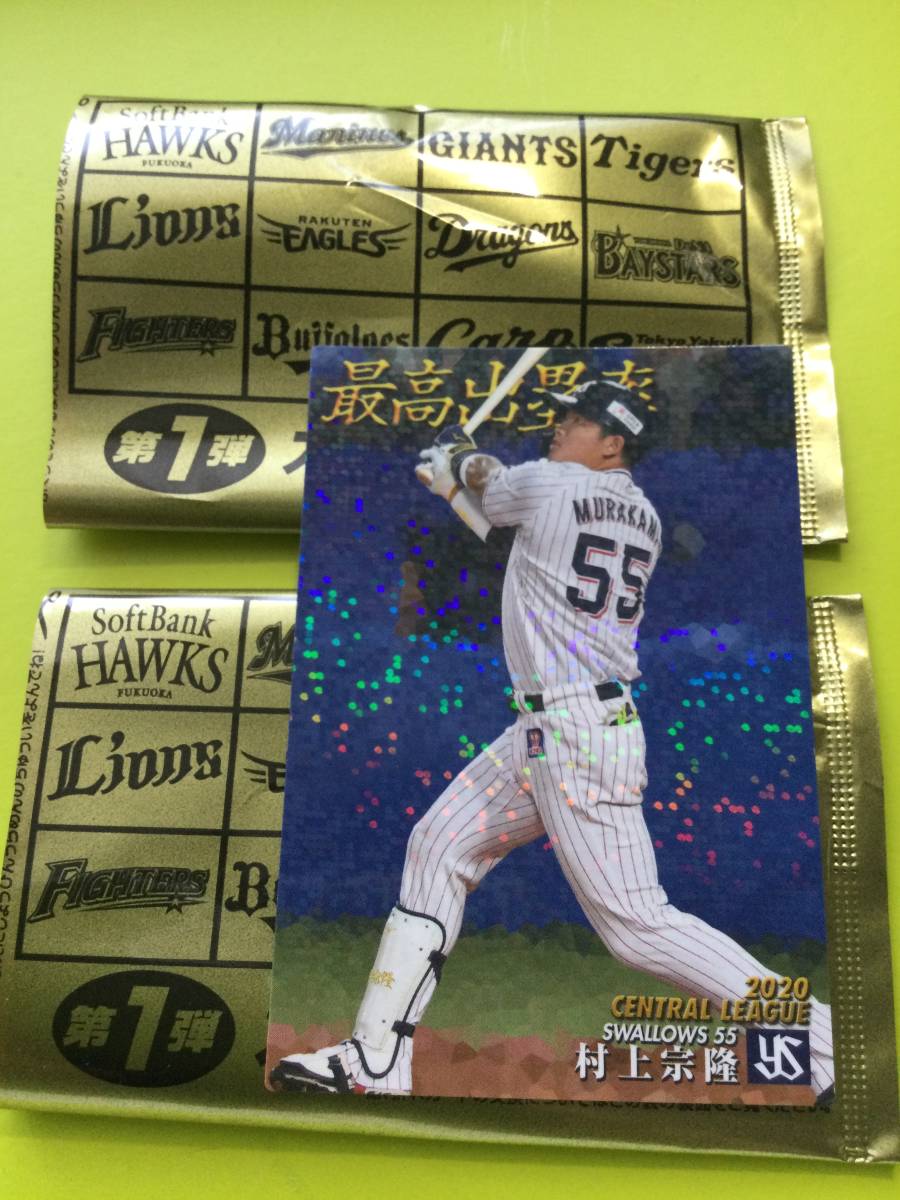 SoftBank
HAWKS
FUKUOKA
Marines
GIANTS
Tigers
Lions
RAKUTEN
EAGLES
Dragons
DeNA
BAYSTARS
FIGHTERS
Buffaloes
Carp
Tokyo Yakult
第1弾
最高出塁率
MURAKAMI
55
2020
CENTRAL LEAGUE
SWALLOWS 55
村上宗隆
YS
SoftBank
HAWKS
FUKUOKA
Lions
FIGHTERS
第1弾